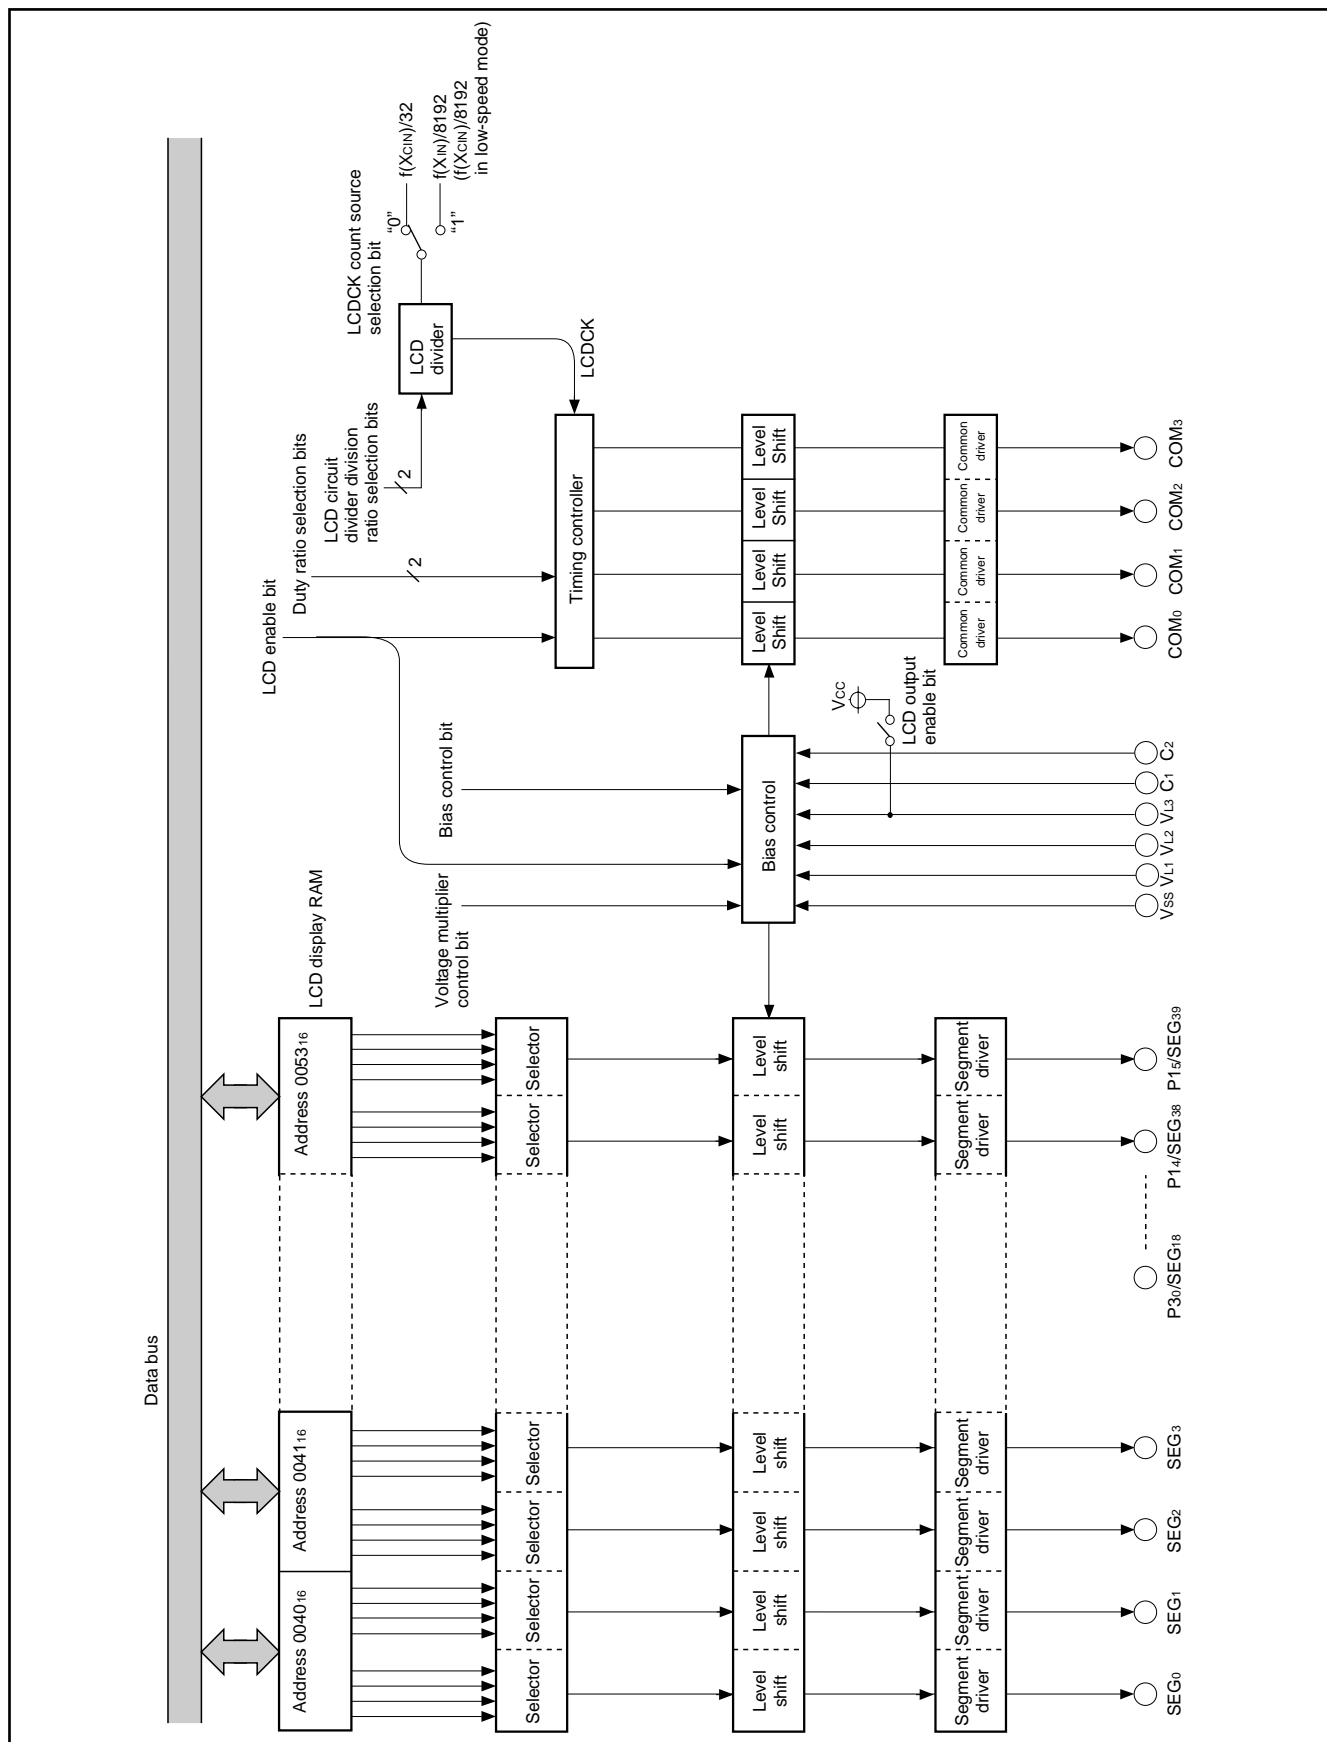 Data bus
Address 004016
Address 004116
Address 005316
LCD display RAM
LCD enable bit
Duty ratio selection bits
2
LCD circuit
divider division
ratio selection bits
2
LCDCK count source
selection bit
“0”
“1”
f(XCIN)/32
f(XIN)/8192
(f(XCIN)/8192
in low-speed mode)
LCD
divider
LCDCK
Timing controller
Voltage multiplier
control bit
Bias control bit
Selector
Selector
Selector
Selector
Selector
Selector
Bias control
Level
shift
Level
shift
Level
shift
Level
shift
Level
shift
Level
shift
Level
Shift
Level
Shift
Level
Shift
Level
Shift
VCC
LCD output
enable bit
Segment
driver
Segment
driver
Segment
driver
Segment
driver
Segment
driver
Segment
driver
Common
driver
Common
driver
Common
driver
Common
driver
SEG0
SEG1
SEG2
SEG3
P30/SEG18
P14/SEG38
P15/SEG39
VSS
VL1
VL2
VL3
C1
C2
COM0
COM1
COM2
COM3